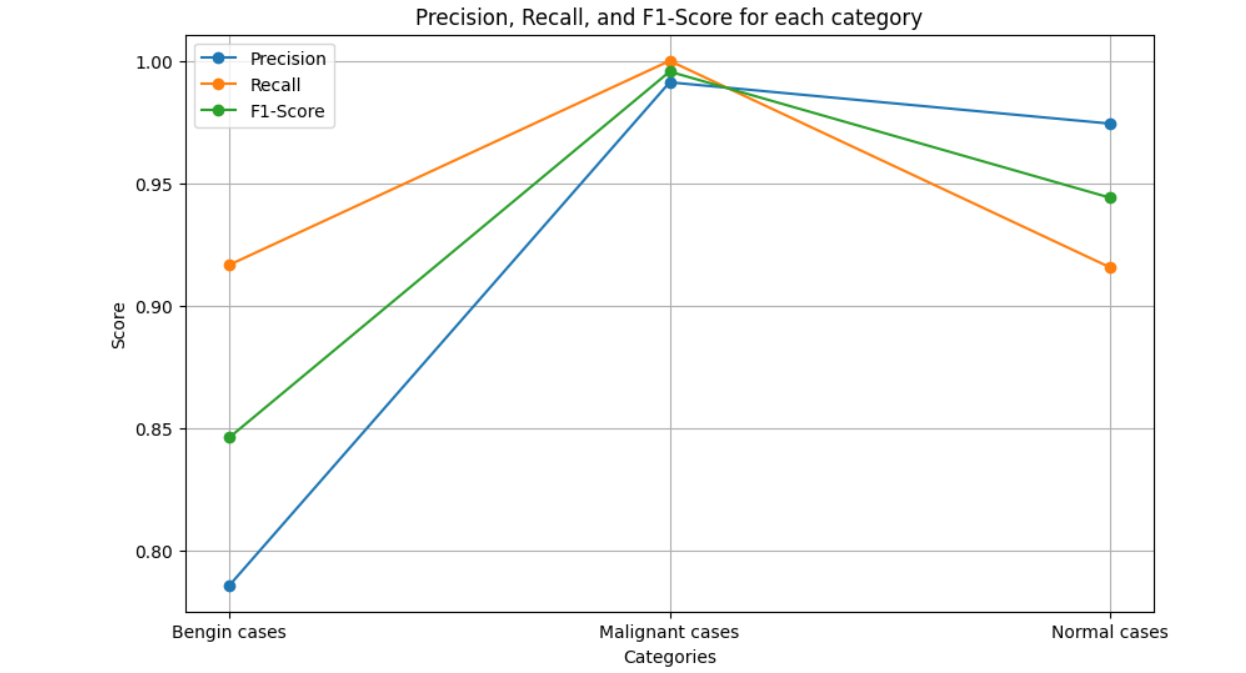 Precision, Recall, and F1-Score for each category
Precision
Recall
F1-Score
1.00
0.95
0.90
0.85
0.80
Score
Bengin cases
Malignant cases
Normal cases
Categories